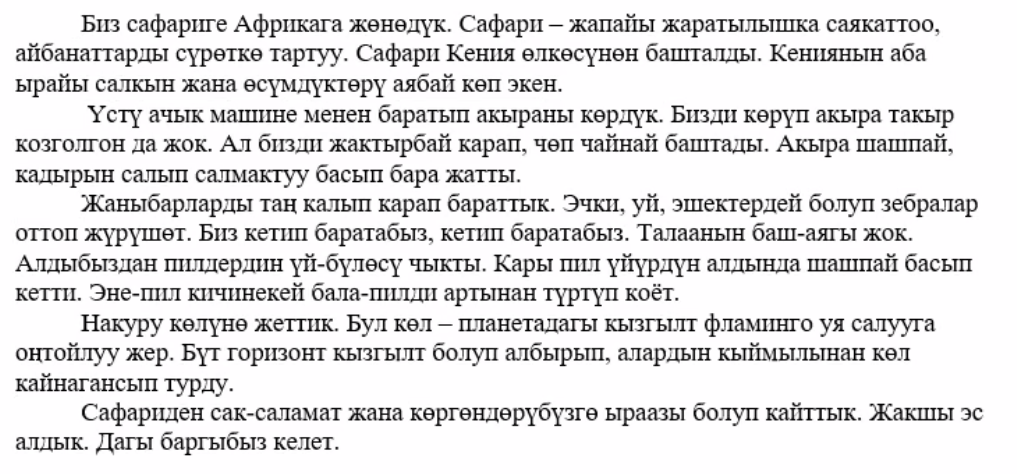 Биз сафариге Африкага жөнөдүк. Сафари – жапайы жаратылышка саякаттоо,
айбанаттарды сүрөткө тартуу. Сафари Кения өлкөсүнөн башталды. Кениянын аба
ырайы салкын жана өсүмдүктөрү аябай көп экен.
Үстү ачык машине менен баратып акыраны көрдүк. Бизди көрүп акыра такыр
козголгон да жок. Ал бизди жактырбай карап, чөп чайнай баштады. Акыра шашпай,
кадырын салып салмактуу басып бара жатты.
Жаныбарларды таң калып карап бараттык. Эчки, уй, эшектердей болуп зебралар
оттоп жүрүшөт. Биз кетип баратабыз, кетип баратабыз. Талаанын баш-аягы жок.
Алдыбыздан пилдердин үй-бүлөсү чыкты. Кары пил үйүрдүн алдында шашпай басып
кетти. Эне-пил кичинекей бала-пилди артынан түртүп коёт.
Накуру көлүнө жеттик. Бул көл – планетадагы кызгылт фламинго уя салууга
оңтойлуу жер. Бүт горизонт кызгылт болуп албырып, алардын кыймылынан көл
кайнагансып турду.
Сафариден сак-саламат жана көргөндөрүбүзгө ыраазы болуп кайттык. Жакшы эс
алдык. Дагы баргыбыз келет.